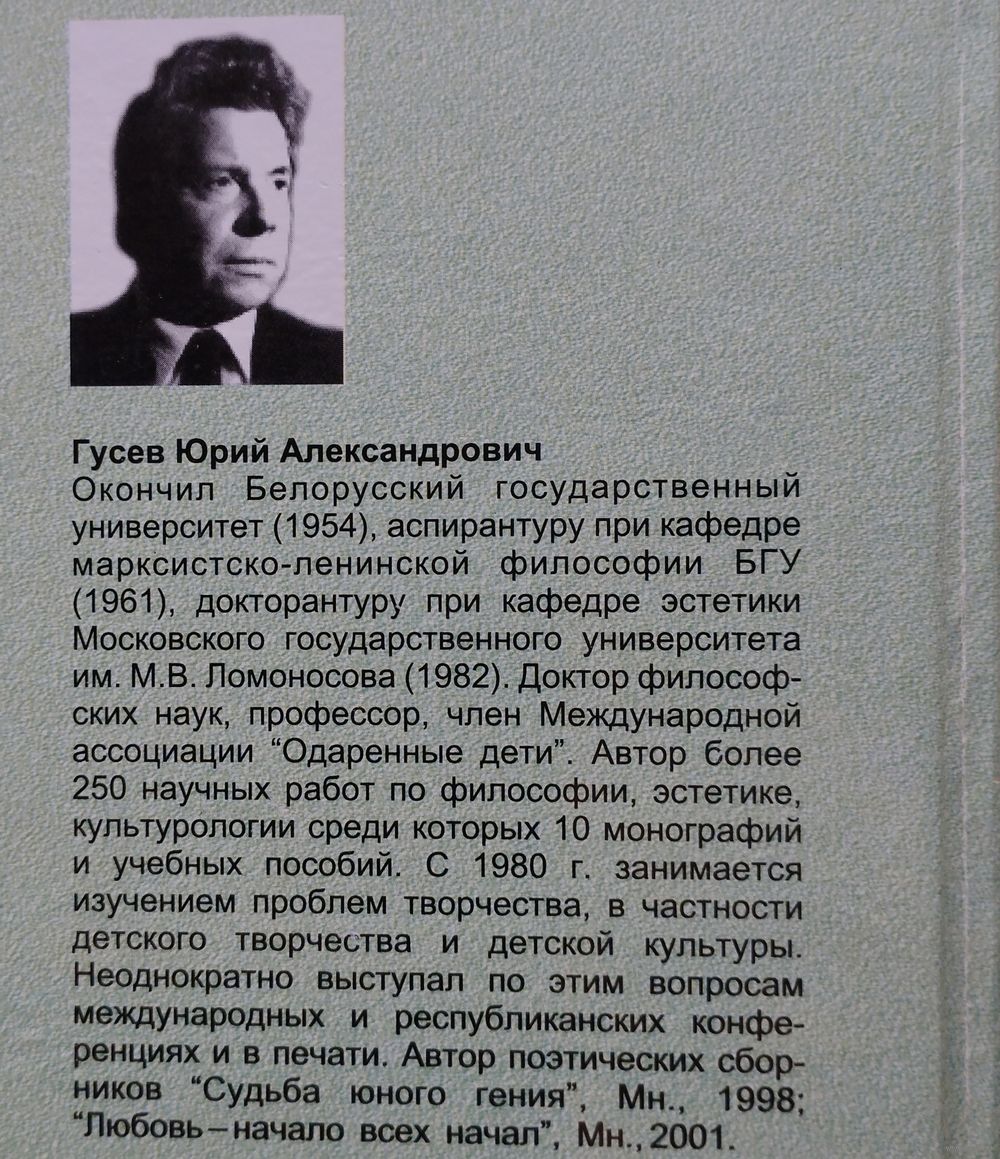 Гусев Юрий Александрович
Окончил Белорусский государственный
университет (1954), аспирантуру при кафедре
марксистско-ленинской философии БГУ
(1961), докторантуру при кафедре эстетики
Московского государственного университета
им. М.В. Ломоносова (1982). Доктор философ-
ских наук, профессор, член Международной
ассоциации “Одаренные дети”. Автор более
250 научных работ по философии, эстетике,
культурологии среди которых 10 монографий
и учебных пособий. С 1980 г. занимается
изучением проблем творчества, в частности
детского творчества и детской культуры.
Неоднократно выступал по этим вопросам
международных и республиканских конфе-
ренциях и в печати. Автор поэтических сбор-
ников “Судьба юного гения”, Мн., 1998;
“Любовь – начало всех начал”, Мн., 2001.